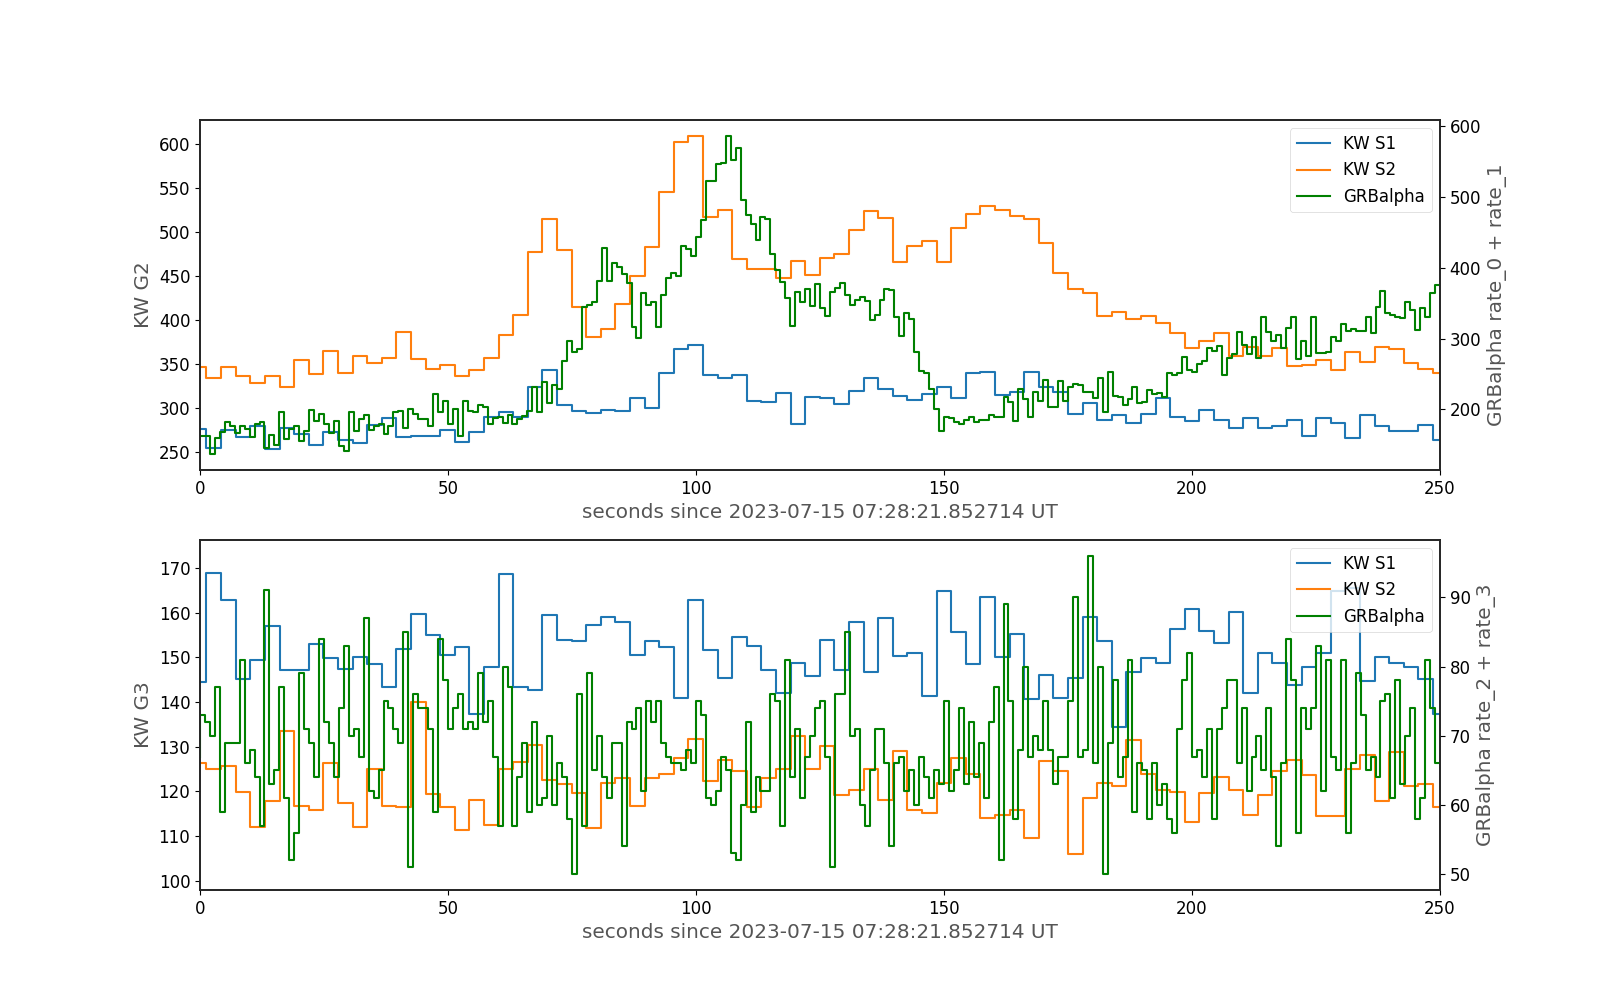 600
550
500
450
400
350
300
250
KW G2
KW S1
KW S2
GRBalpha
600
500
400
300
200
GRBalpha rate_0 + rate_1
0 50 100 150 200 250
seconds since 2023-07-15 07:28:21.852714 UT
170
160
150
140
130
120
110
100
KW G3
KW S1
KW S2
GRBalpha
90
80
70
60
50
GRBalpha rate_2 + rate_3
0 50 100 150 200 250
seconds since 2023-07-15 07:28:21.852714 UT